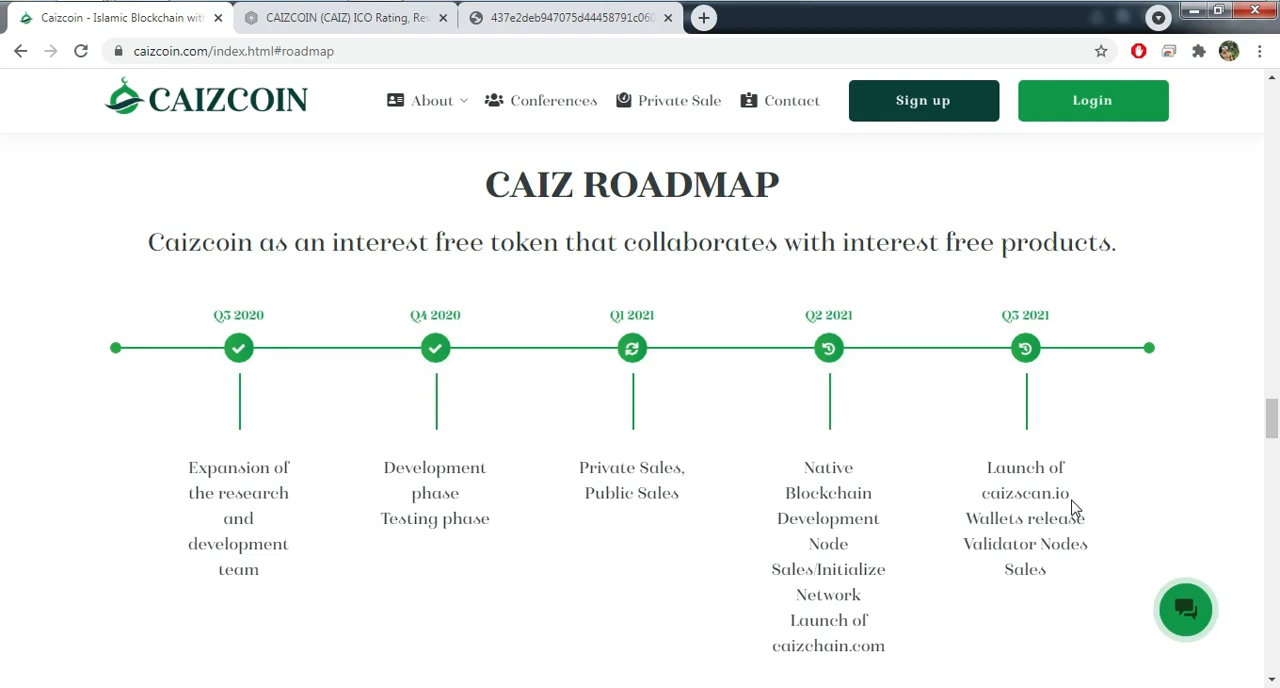 Caizcoin - Islamic Blockchain with
CAIZCOIN (CAIZ) ICO Rating, Rev
437e2deb947075d44458791c060
caizcoin.com/index.html#roadmap
CAIZCOIN
About
Conferences
Private Sale
Contact
Sign up
Login
CAIZ ROADMAP
Caizcoin as an interest free token that collaborates with interest free products.
Q3 2020
Q4 2020
Q1 2021
Q2 2021
Q3 2021
Expansion of
the research
and
development
team
Development
phase
Testing phase
Private Sales,
Public Sales
Native
Blockchain
Development
Node
Sales/Initialize
Network
Launch of
caizchain.com
Launch of
caizscan.io
Wallets release
Validator Nodes
Sales